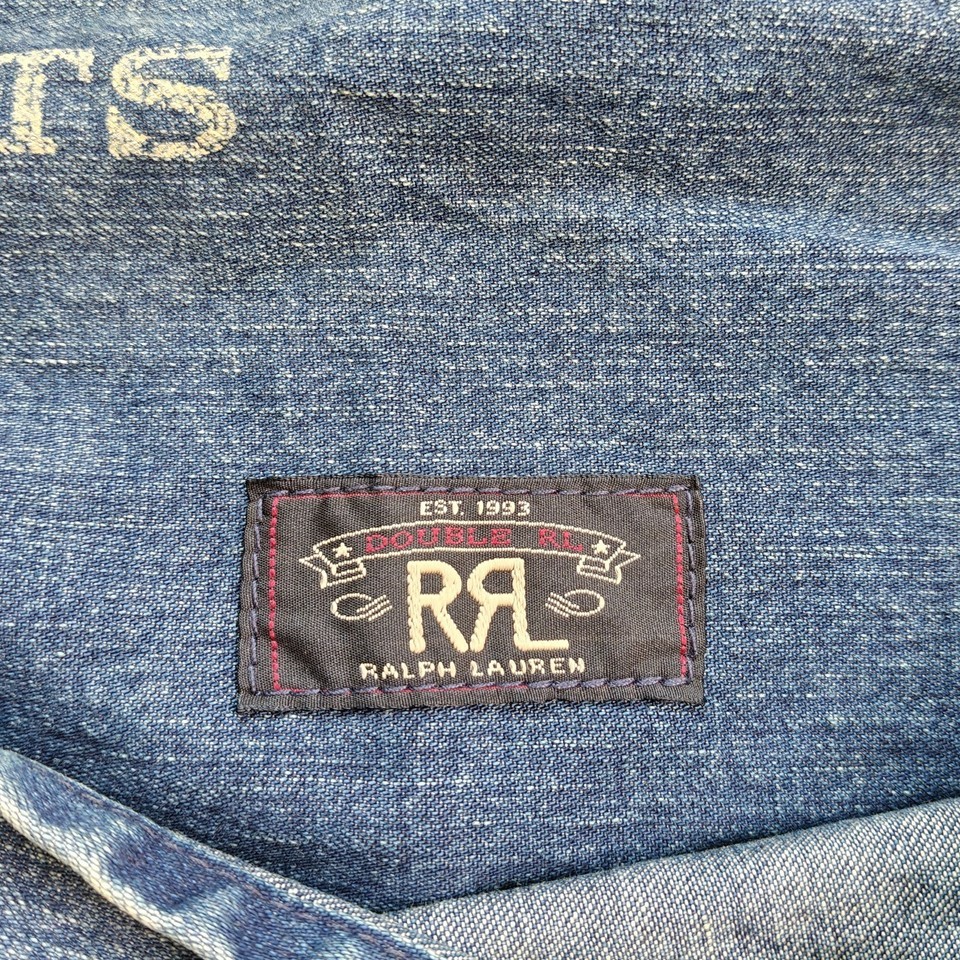 TS
EST. 1993
DOUBLE RL
RRL
RALPH LAUREN